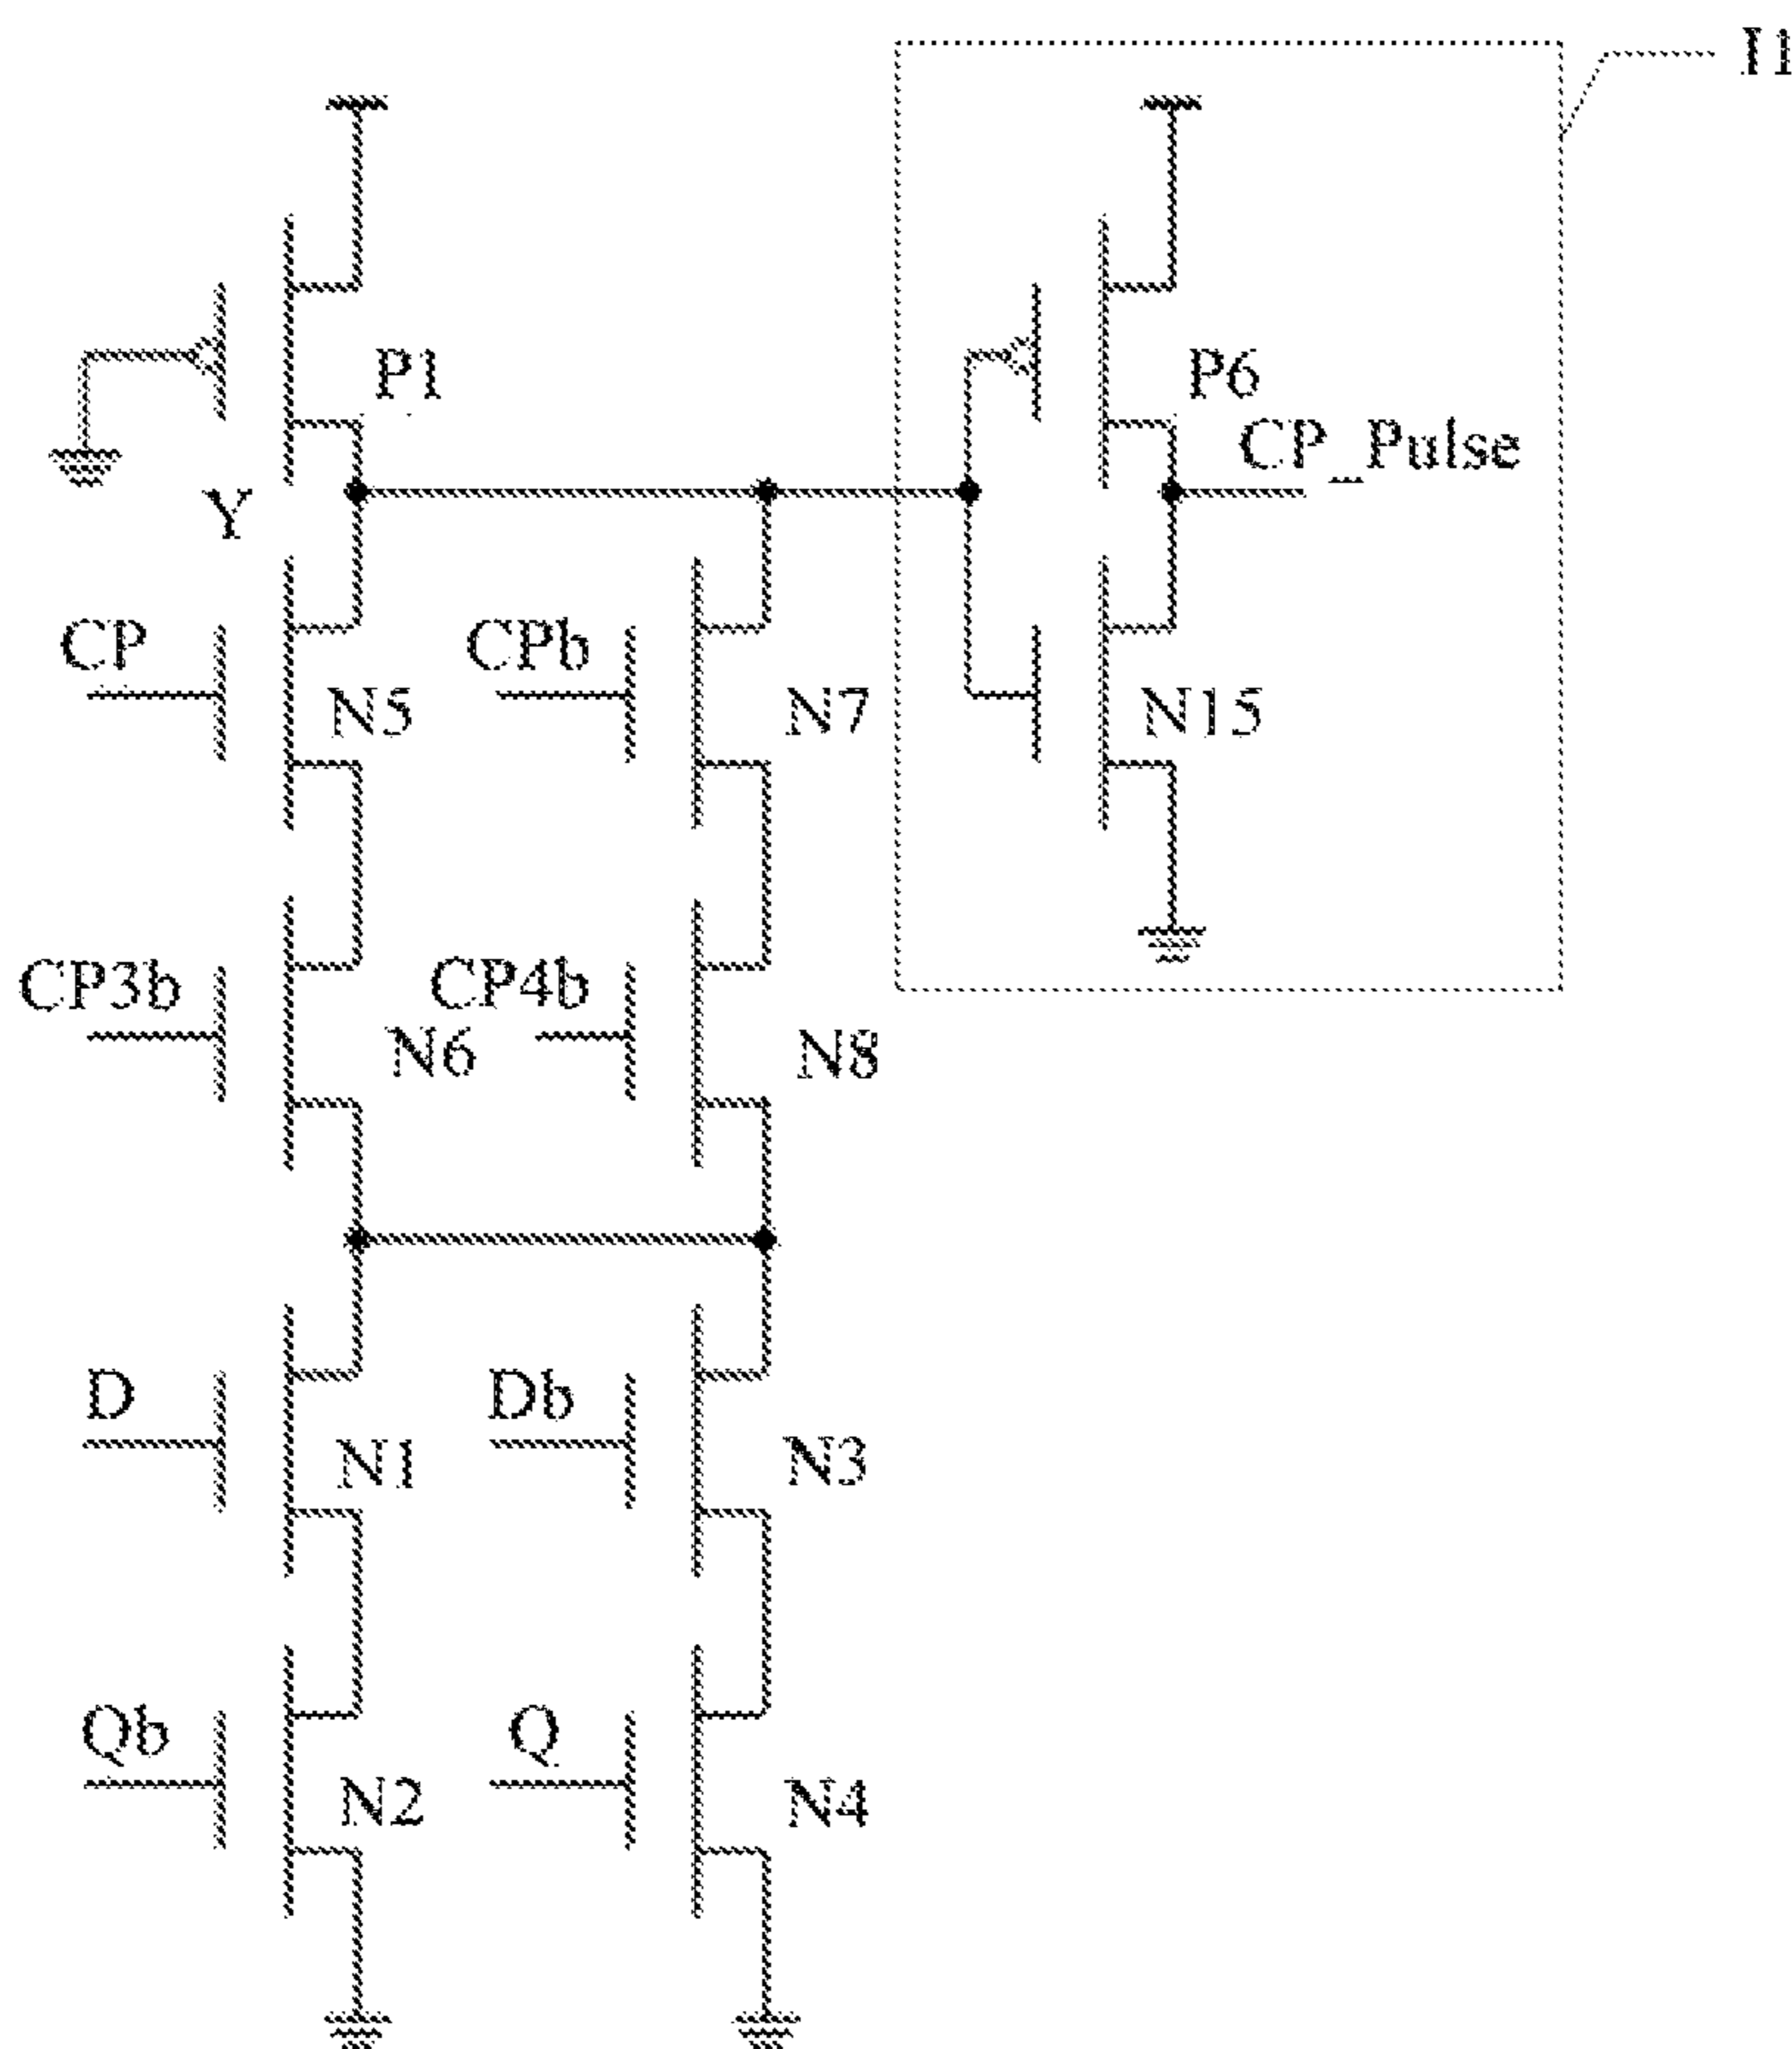 I1
P1
P6
CP_Pulse
Y
CP
CPb
N5
N7
N15
CP3b
CP4b
N6
N8
D
Db
N1
N3
Qb
Q
N2
N4